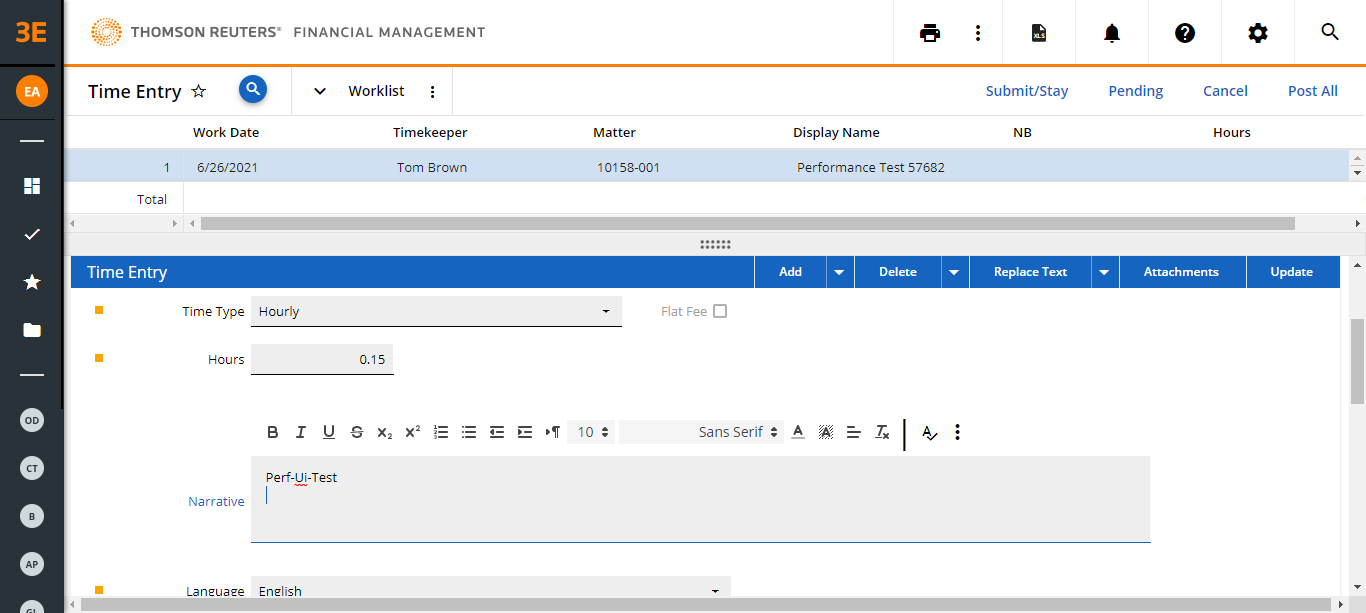 3E THOMSON REUTERS® FINANCIAL MANAGEMENT XLS
EA Time Entry Worklist Submit/Stay Pending Cancel Post All
Work Date Timekeeper Matter Display Name NB Hours
1 6/26/2021 Tom Brown 10158-001 Performance Test 57682
Total
Time Entry Add Delete Replace Text Attachments Update
Time Type Hourly Flat Fee
Hours 0.15
B I U S X₂ X² 10 Sans Serif A A
Perf-Ui-Test
Narrative
Language English
OD
CT
B
AP
GL